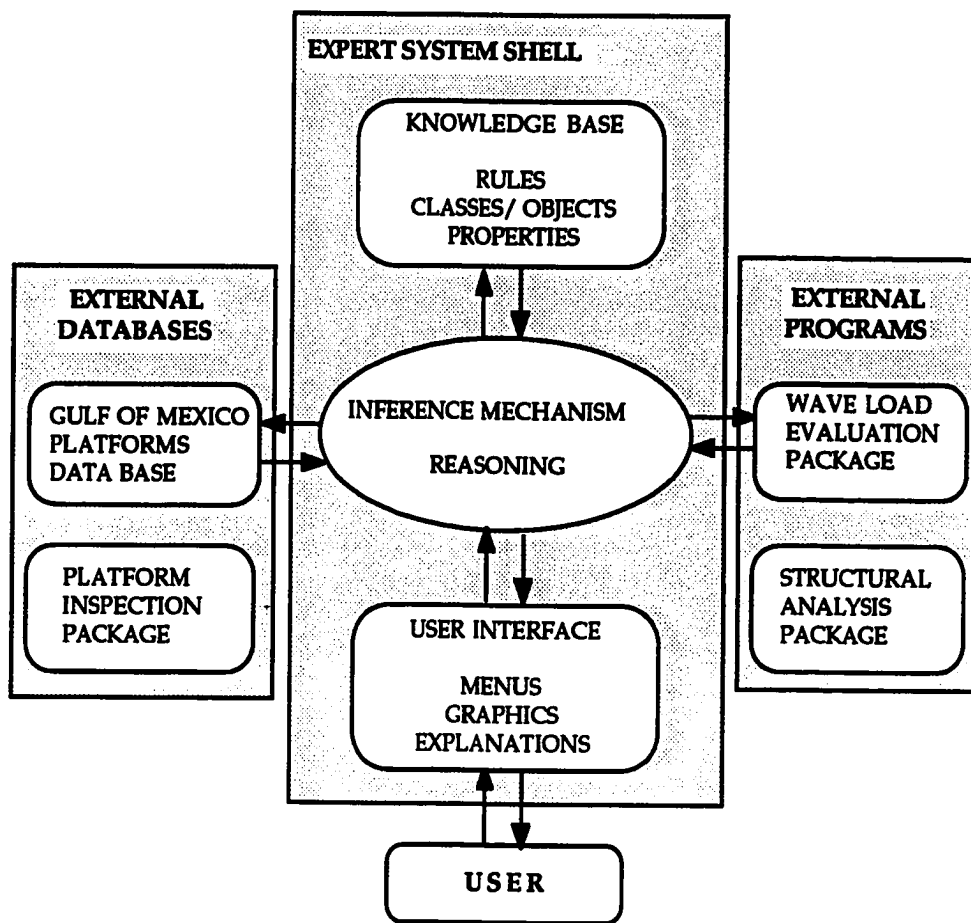 EXPERT SYSTEM SHELL
KNOWLEDGE BASE
RULES
CLASSES/ OBJECTS
PROPERTIES
EXTERNAL
DATABASES
GULF OF MEXICO
PLATFORMS
DATA BASE
PLATFORM
INSPECTION
PACKAGE
INFERENCE MECHANISM
REASONING
EXTERNAL
PROGRAMS
WAVE LOAD
EVALUATION
PACKAGE
STRUCTURAL
ANALYSIS
PACKAGE
USER INTERFACE
MENUS
GRAPHICS
EXPLANATIONS
USER